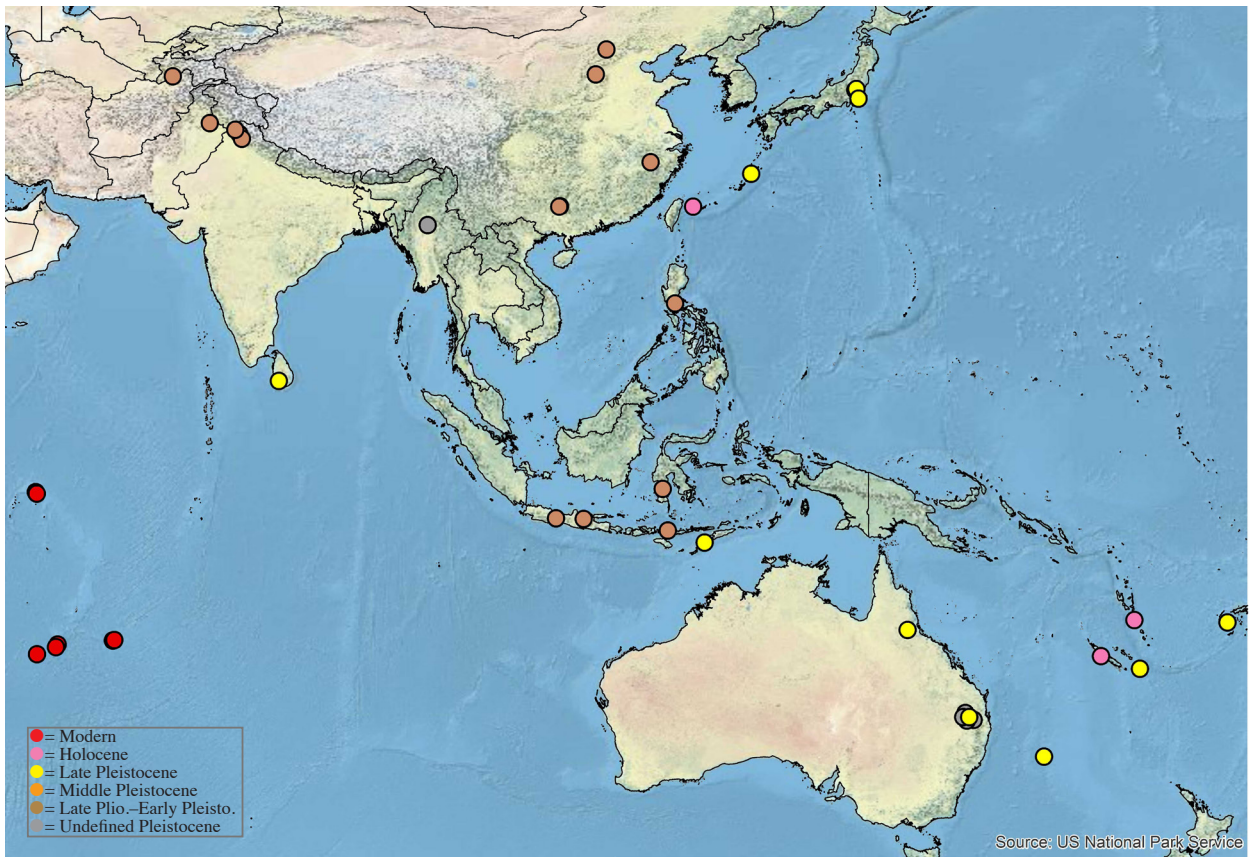 = Modern
= Holocene
= Late Pleistocene
= Middle Pleistocene
= Late Plio.–Early Pleisto.
= Undefined Pleistocene
Source: US National Park Service